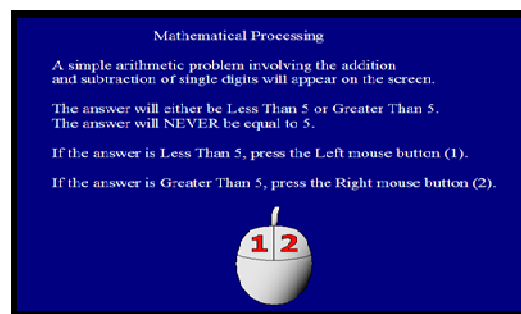 Mathematical Processing
A simple arithmetic problem involving the addition
and subtraction of single digits will appear on the screen.
The answer will either be Less Than 5 or Greater Than 5.
The answer will NEVER be equal to 5.
If the answer is Less Than 5, press the Left mouse button (1).
If the answer is Greater Than 5, press the Right mouse button (2).
1 2